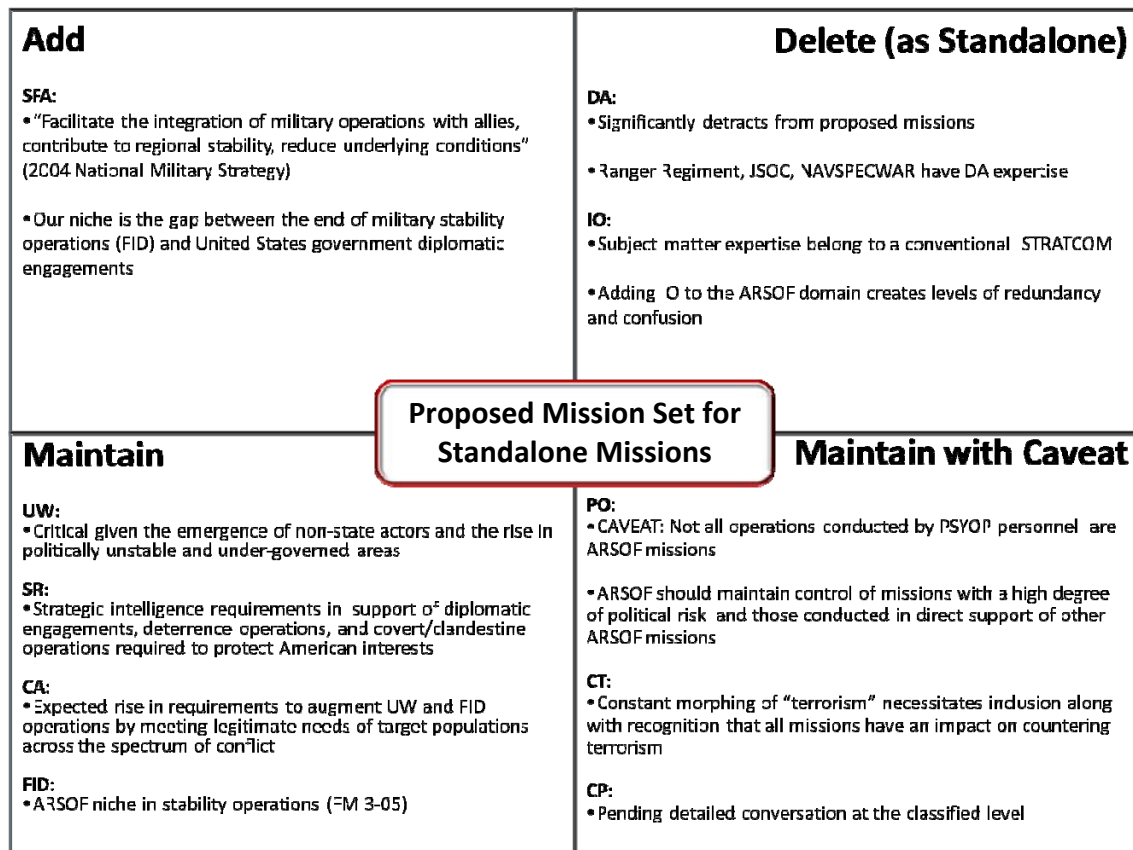 Add
SFA:
•"Facilitate the integration of military operations with allies,
contribute to regional stability, reduce underlying conditions"
(2004 National Military Strategy)
•Our niche is the gap between the end of military stability
operations (FID) and United States government diplomatic
engagements
Delete (as Standalone)
DA:
•Significantly detracts from proposed missions
•Ranger Regiment, JSOC, NAVSPECWAR have DA expertise
IO:
•Subject matter expertise belong to a conventional STRATCOM
•Adding IO to the ARSOF domain creates levels of redundancy
and confusion
Proposed Mission Set for
Standalone Missions
Maintain
UW:
•Critical given the emergence of non-state actors and the rise in
politically unstable and under-governed areas
SR:
•Strategic intelligence requirements in support of diplomatic
engagements, deterrence operations, and covert/clandestine
operations required to protect American interests
CA:
•Expected rise in requirements to augment UW and FID
operations by meeting legitimate needs of target populations
across the spectrum of conflict
FID:
•ARSOF niche in stability operations (FM 3-05)
Maintain with Caveat
PO:
•CAVEAT: Not all operations conducted by PSYOP personnel are
ARSOF missions
•ARSOF should maintain control of missions with a high degree
of political risk and those conducted in direct support of other
ARSOF missions
CT:
•Constant morphing of "terrorism" necessitates inclusion along
with recognition that all missions have an impact on countering
terrorism
CP:
•Pending detailed conversation at the classified level